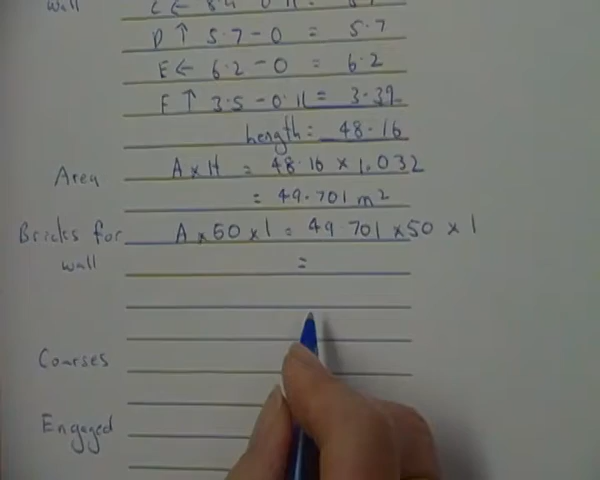 Wall
D ↑ 5.7 - 0 = 5.7
E ← 6.2 - 0 = 6.2
F ↑ 3.5 - 0.11 = 3.39
Length = 48.16
Area A x H = 48.16 x 1.032
= 49.701 m²
Bricks for A x 50 x 1 = 49.701 x 50 x 1
wall =
Courses
Engaged